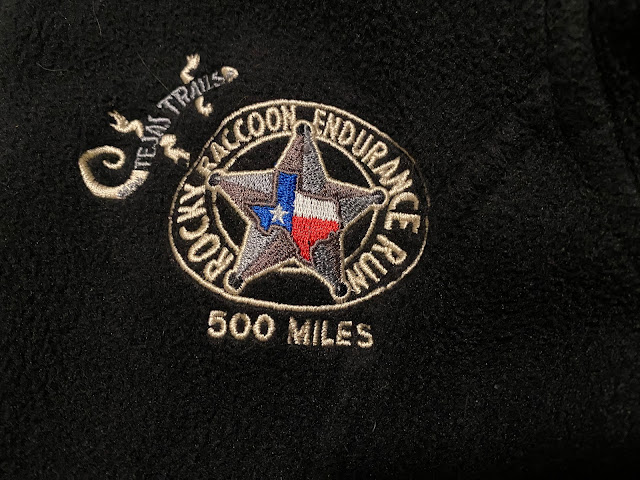 TEJAS TRAILS
ROCKY RACCOON ENDURANCE RUN
500 MILES